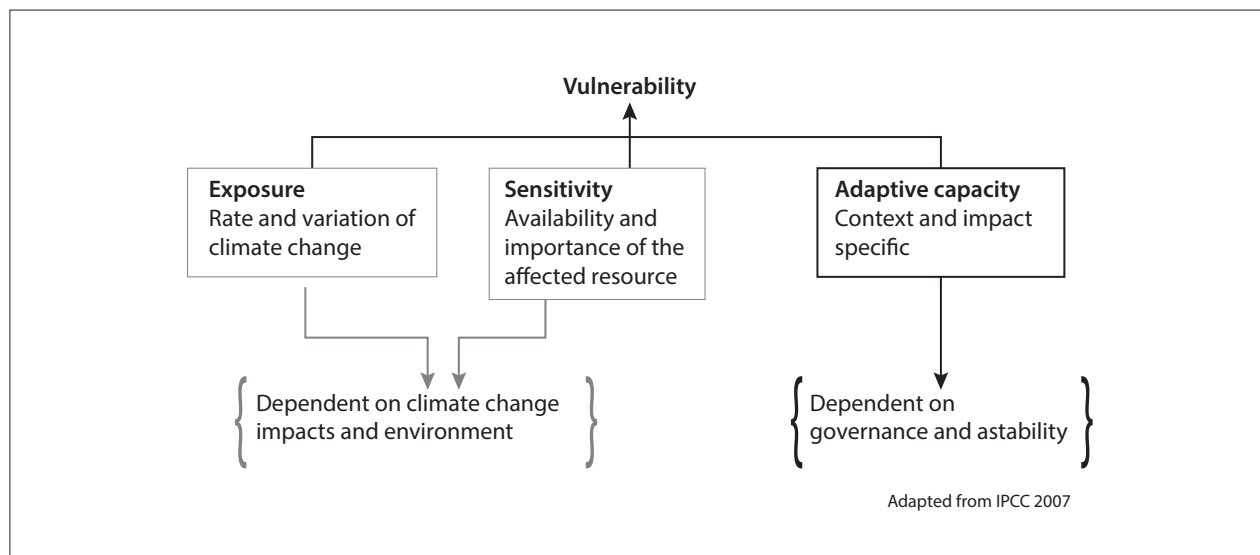 Vulnerability
Exposure
Rate and variation of
climate change
Sensitivity
Availability and
importance of the
affected resource
Adaptive capacity
Context and impact
specific
Dependent on climate change
impacts and environment
Dependent on
governance and astability
Adapted from IPCC 2007